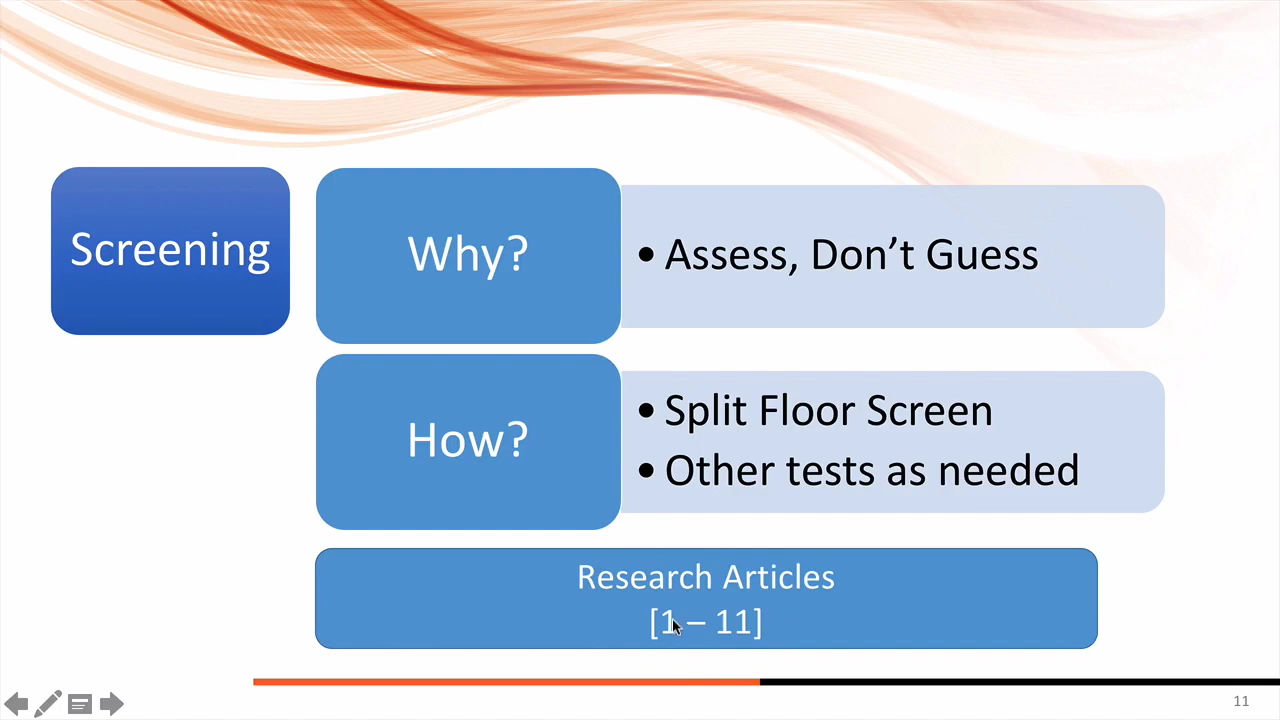 Screening
Why?
• Assess, Don’t Guess
How?
• Split Floor Screen
• Other tests as needed
Research Articles
[1 – 11]
11